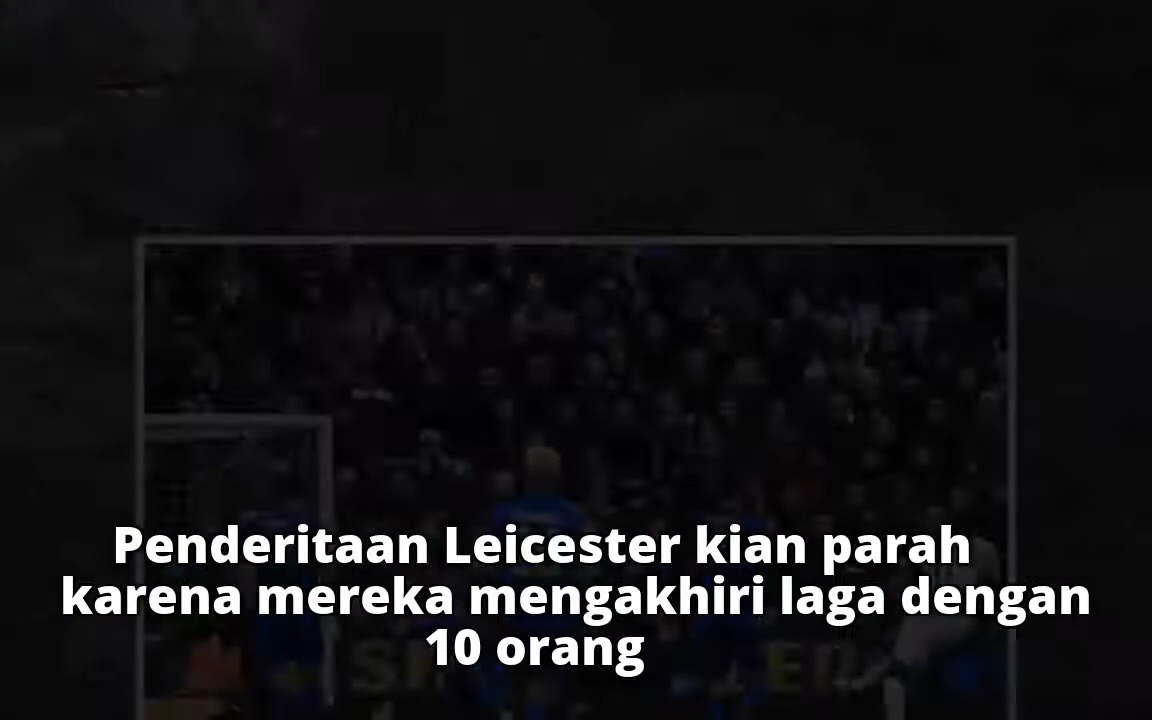 Penderitaan Leicester kian parah
karena mereka mengakhiri laga dengan
10 orang